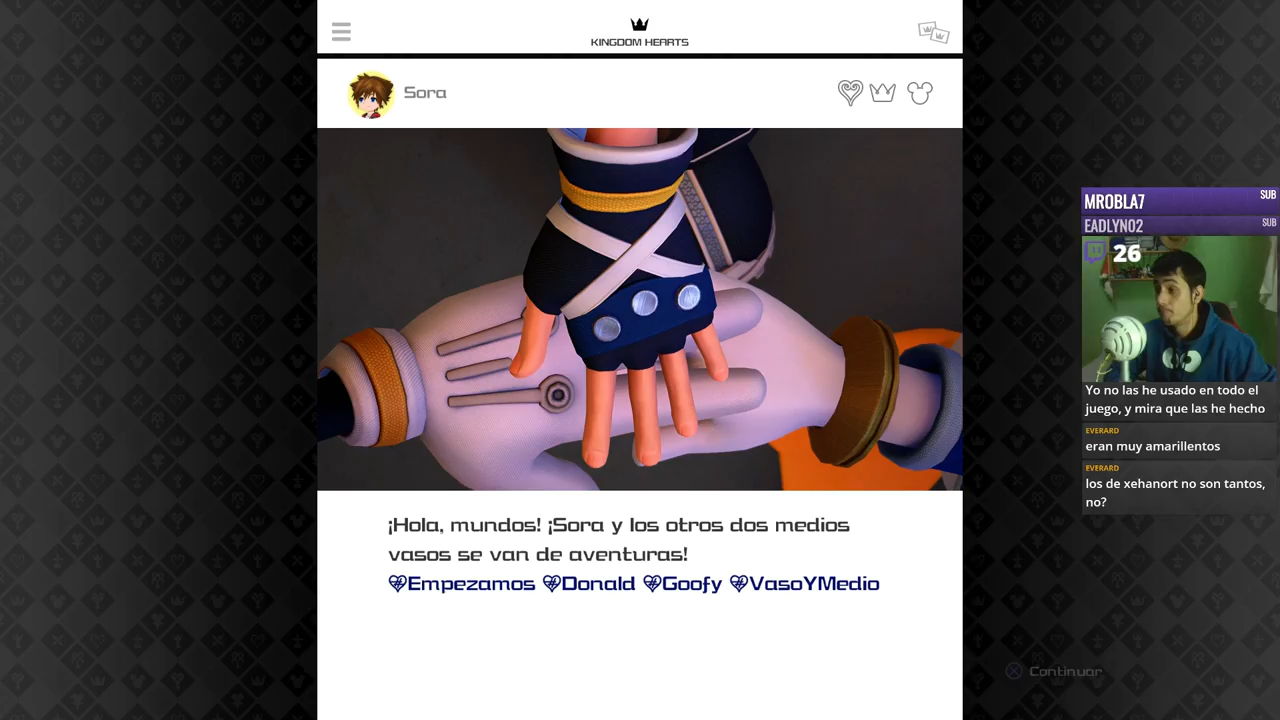 KINGDOM HEARTS
Sora
¡Hola, mundos! ¡Sora y los otros dos medios
vasos se van de aventuras!
Empezamos Donald Goofy VasoYMedio
Continuar
MROBLA7 SUB
EADLYN02 SUB
26
Yo no las he usado en todo el
juego, y mira que las he hecho
EVERARD
eran muy amarillentos
EVERARD
los de xehanort no son tantos,
no?